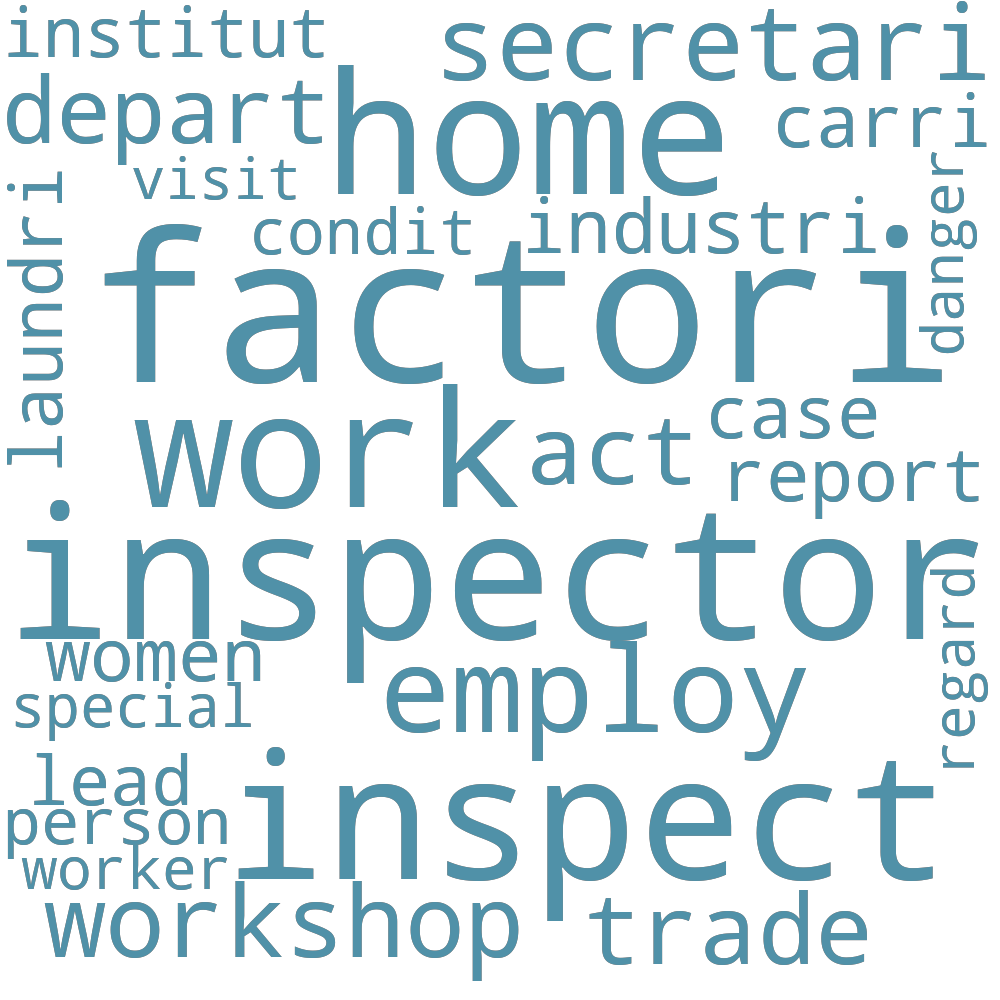 institut
secretari
depart
home
carri
visit
danger
laundri
condit
industri
factori
case
work
act
report
inspector
regard
women
employ
special
lead
inspect
person
worker
workshop
trade